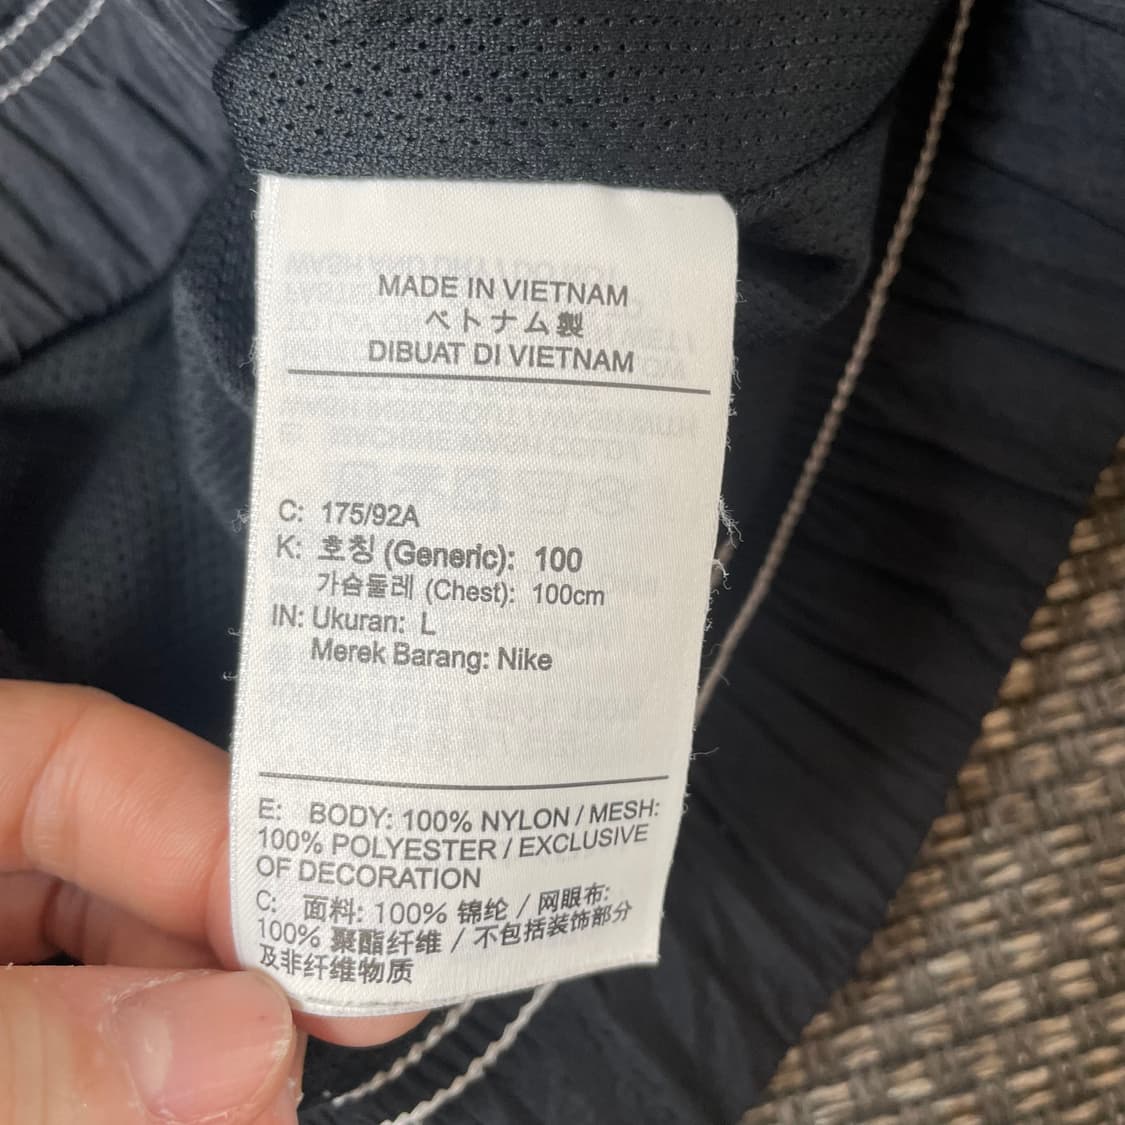 MADE IN VIETNAM
ベトナム製
DIBUAT DI VIETNAM
C: 175/92A
K: 호칭 (Generic): 100
가슴둘레 (Chest): 100cm
IN: Ukuran: L
Merek Barang: Nike
E: BODY: 100% NYLON / MESH:
100% POLYESTER / EXCLUSIVE
OF DECORATION
C: 面料: 100% 锦纶 / 网眼布:
100% 聚酯纤维 / 不包括装饰部分
及非纤维物质